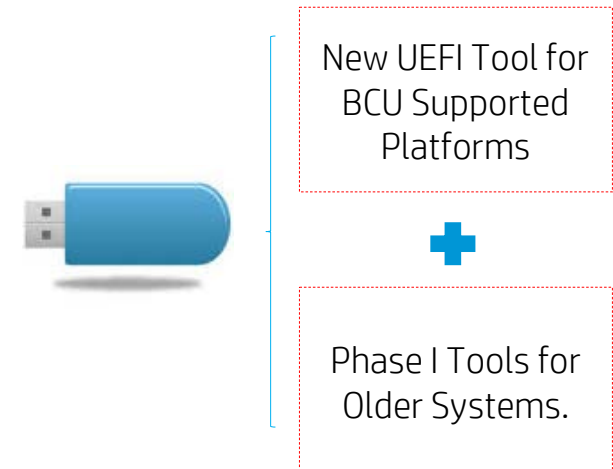 New UEFI Tool for
BCU Supported
Platforms
Phase I Tools for
Older Systems.